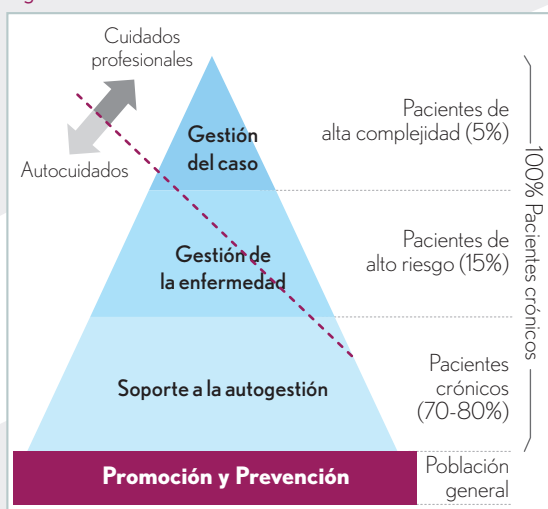 Cuidados
profesionales
Autocuidados
Gestión
del caso
Pacientes de
alta complejidad (5%)
Gestión de
la enfermedad
Pacientes de
alto riesgo (15%)
Soporte a la autogestión
Pacientes
crónicos
(70-80%)
100% Pacientes crónicos
Promoción y Prevención
Población
general